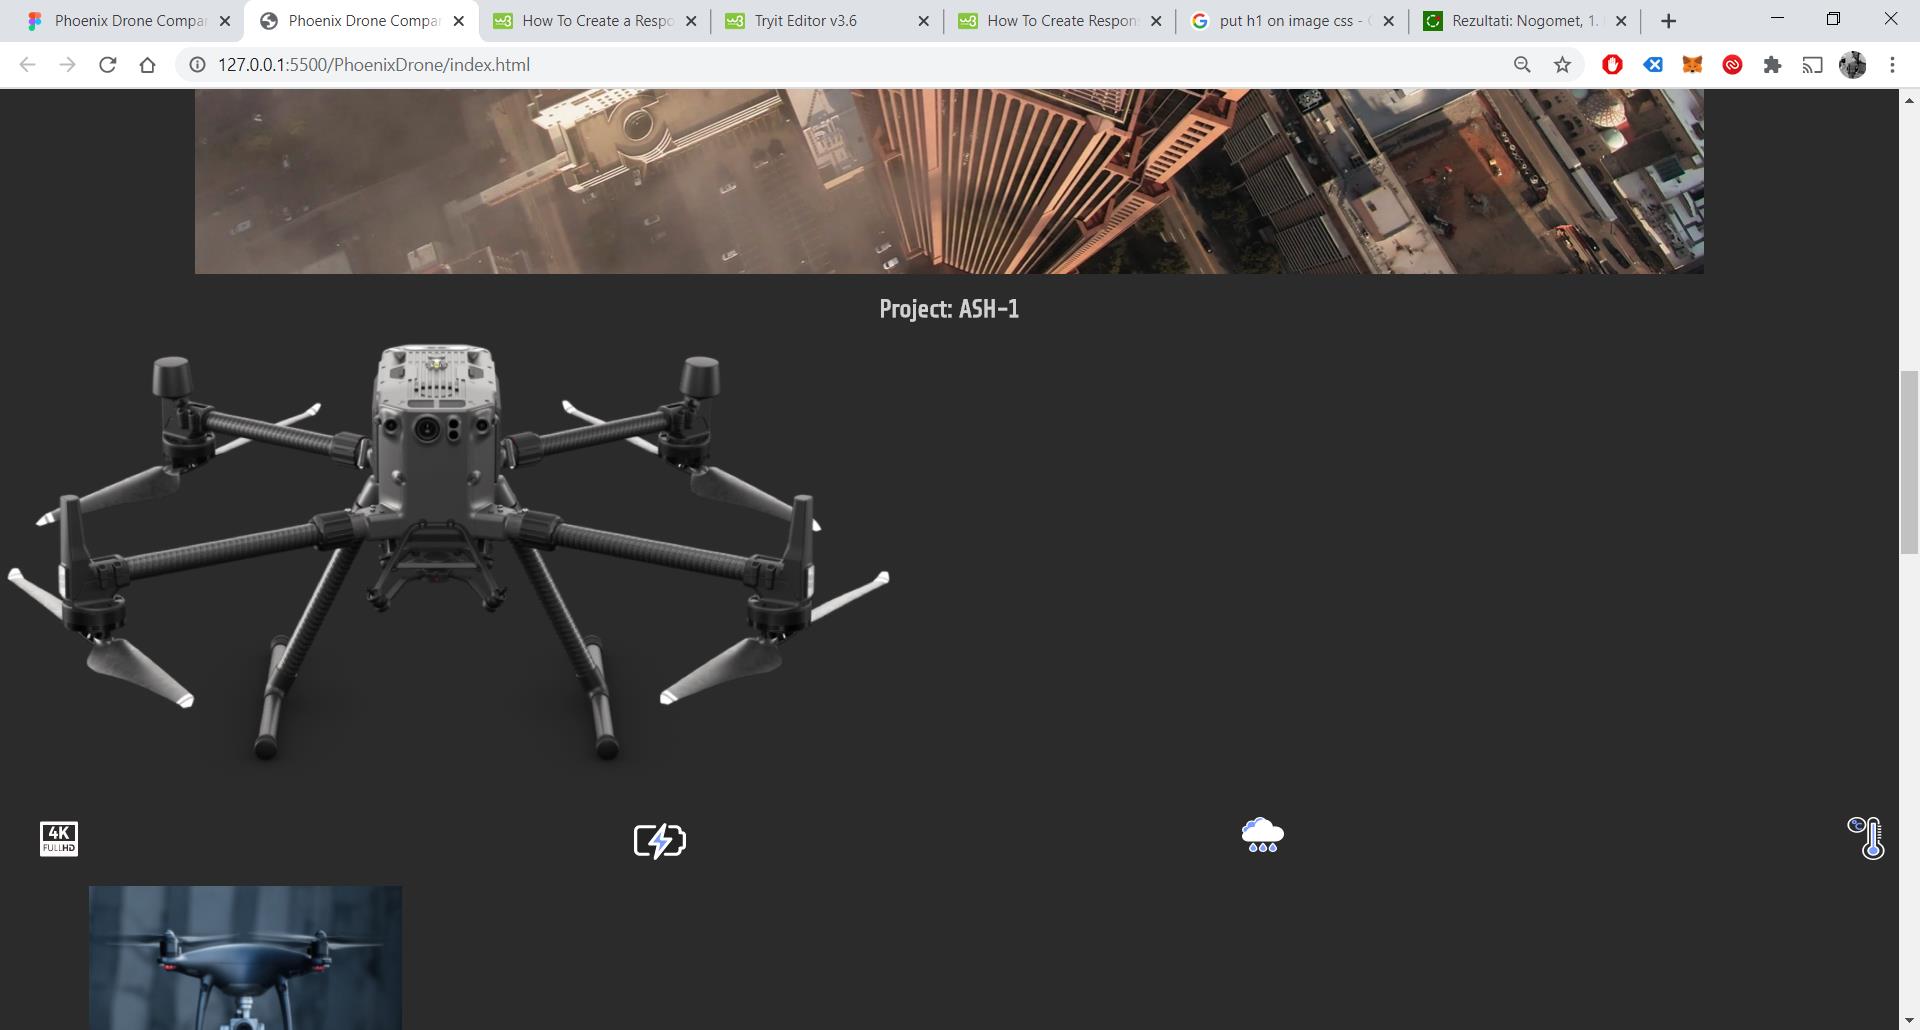 Phoenix Drone Compar
Phoenix Drone Compar
How To Create a Respo
Tryit Editor v3.6
How To Create Respon
put h1 on image css -
Rezultati: Nogomet, 1.
127.0.0.1:5500/PhoenixDrone/index.html
Project: ASH-1
4K
FULLHD
°C